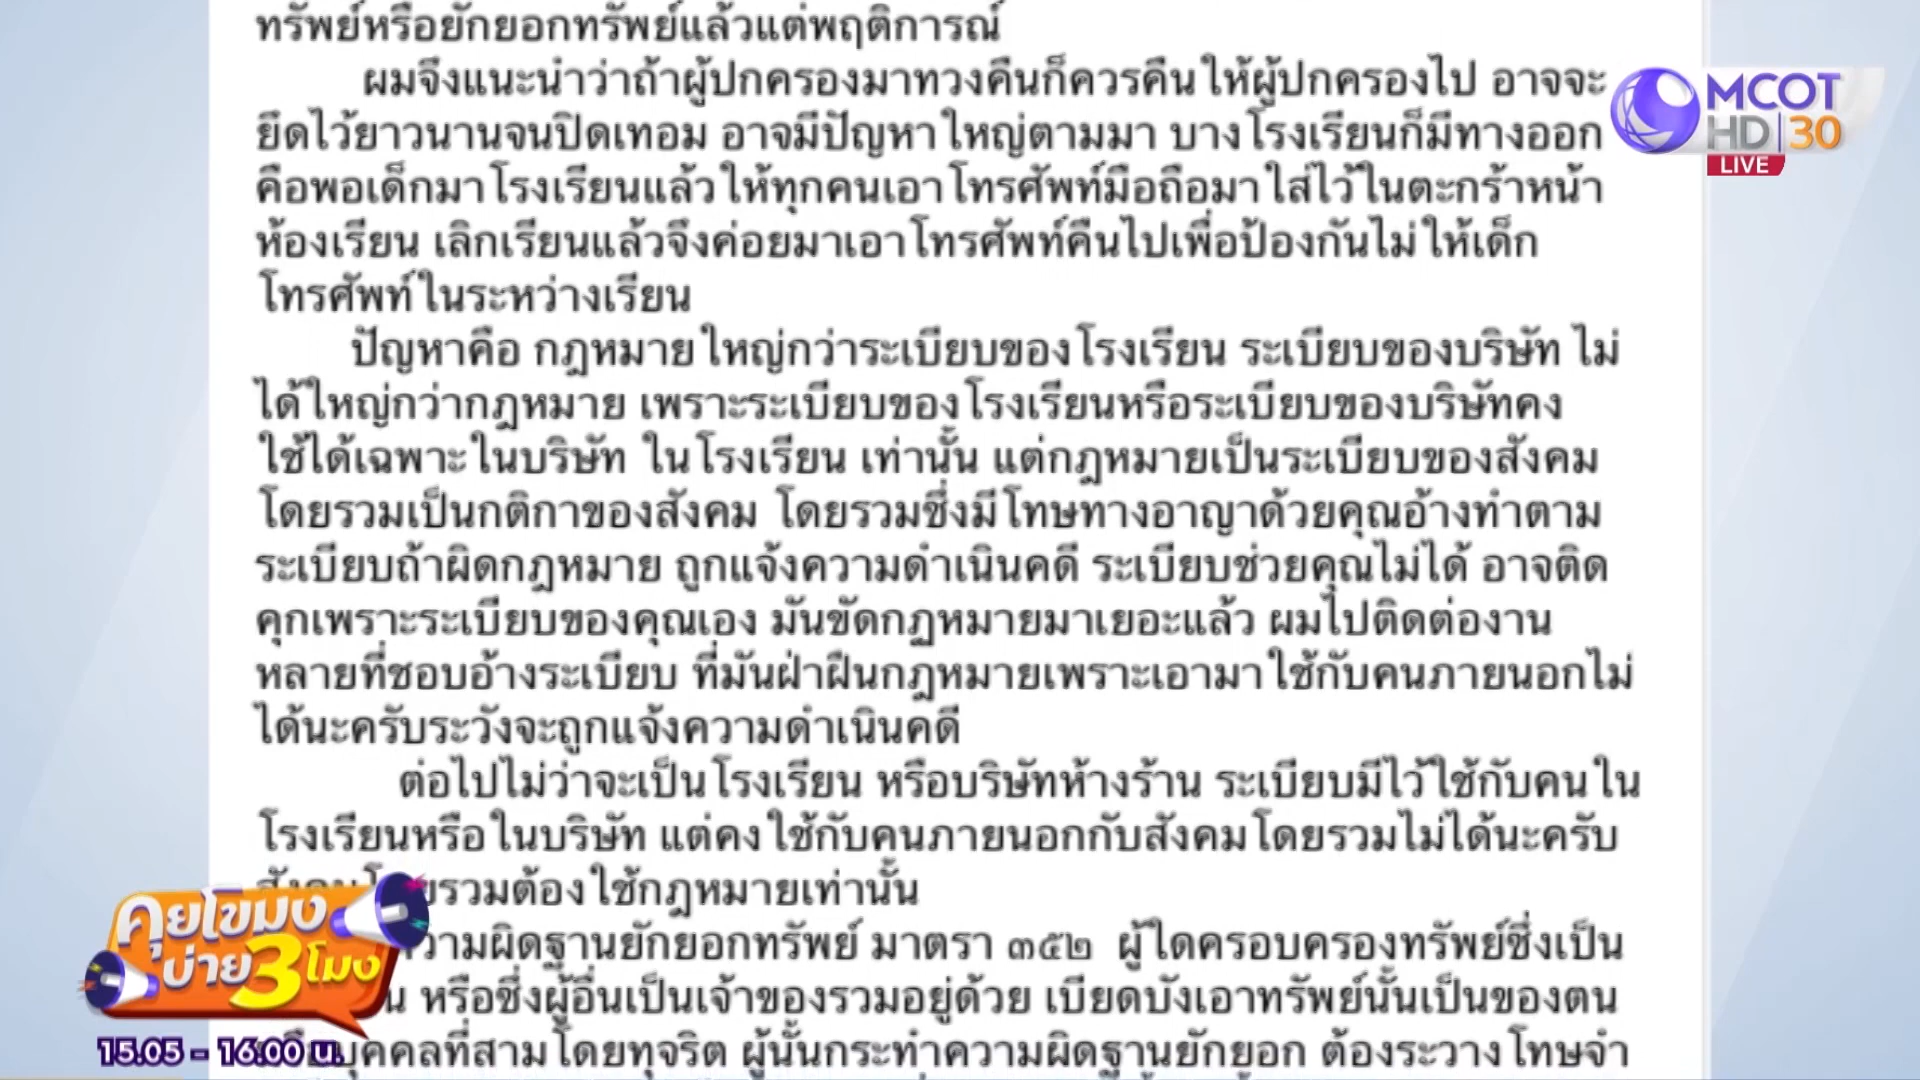 ทรัพย์หรือยักยอกทรัพย์แล้วแต่พฤติการณ์
ผมจึงแนะนำว่าถ้าผู้ปกครองมาทวงคืนก็ควรคืนให้ผู้ปกครองไป อาจจะ
ยึดไว้ยาวนานจนปิดเทอม อาจมีปัญหาใหญ่ตามมา บางโรงเรียนก็มีทางออก
คือพอเด็กมาโรงเรียนแล้วให้ทุกคนเอาโทรศัพท์มือถือมาใส่ไว้ในตะกร้าหน้า
ห้องเรียน เลิกเรียนแล้วจึงค่อยมาเอาโทรศัพท์คืนไปเพื่อป้องกันไม่ให้เด็ก
โทรศัพท์ในระหว่างเรียน
ปัญหาคือ กฎหมายใหญ่กว่าระเบียบของโรงเรียน ระเบียบของบริษัท ไม่
ได้ใหญ่กว่ากฎหมาย เพราะระเบียบของโรงเรียนหรือระเบียบของบริษัทคง
ใช้ได้เฉพาะในบริษัท ในโรงเรียน เท่านั้น แต่กฎหมายเป็นระเบียบของสังคม
โดยรวมเป็นกติกาของสังคม โดยรวมซึ่งมีโทษทางอาญาด้วยคุณอ้างทำตาม
ระเบียบถ้าผิดกฎหมาย ถูกแจ้งความดำเนินคดี ระเบียบช่วยคุณไม่ได้ อาจติด
คุกเพราะระเบียบของคุณเอง มันขัดกฎหมายมาเยอะแล้ว ผมไปติดต่องาน
หลายที่ชอบอ้างระเบียบ ที่มันฝ่าฝืนกฎหมายเพราะเอามาใช้กับคนภายนอกไม่
ได้นะครับระวังจะถูกแจ้งความดำเนินคดี
ต่อไปไม่ว่าจะเป็นโรงเรียน หรือบริษัทห้างร้าน ระเบียบมีไว้ใช้กับคนใน
โรงเรียนหรือในบริษัท แต่คงใช้กับคนภายนอกกับสังคมโดยรวมไม่ได้นะครับ
สังคมโดยรวมต้องใช้กฎหมายเท่านั้น
ความผิดฐานยักยอกทรัพย์ มาตรา ๓๕๒ ผู้ใดครอบครองทรัพย์ซึ่งเป็น
หรือซึ่งผู้อื่นเป็นเจ้าของรวมอยู่ด้วย เบียดบังเอาทรัพย์นั้นเป็นของตน
บุคคลที่สามโดยทุจริต ผู้นั้นกระทำความผิดฐานยักยอก ต้องระวางโทษจำ
MCOT
HD 30
LIVE
คุยโขมง
บ่าย3โมง
15.05 - 16.00 น.